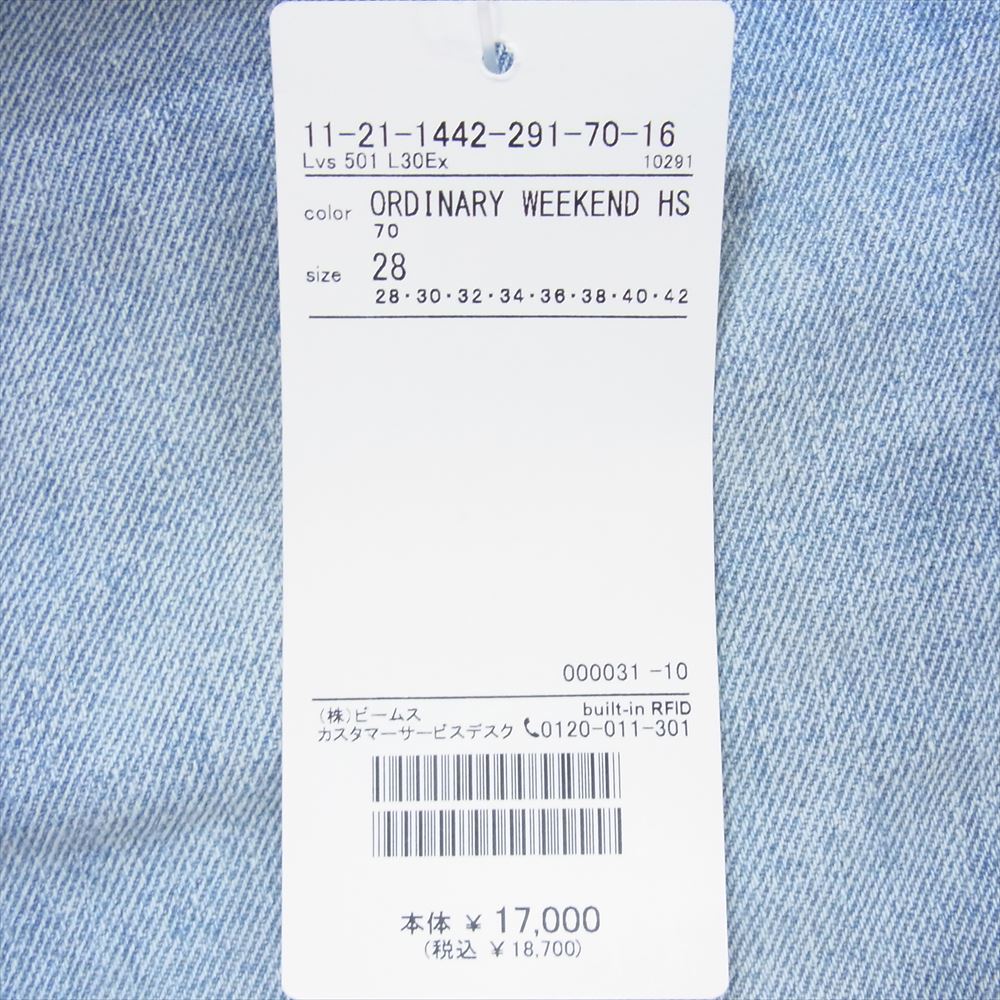 11-21-1442-291-70-16
Lvs 501 L30Ex 10291
color ORDINARY WEEKEND HS
70
size 28
28・30・32・34・36・38・40・42
000031 -10
(株)ビームス built-in RFID
カスタマーサービスデスク 0120-011-301
本体 ¥ 17,000
(税込 ¥ 18,700)